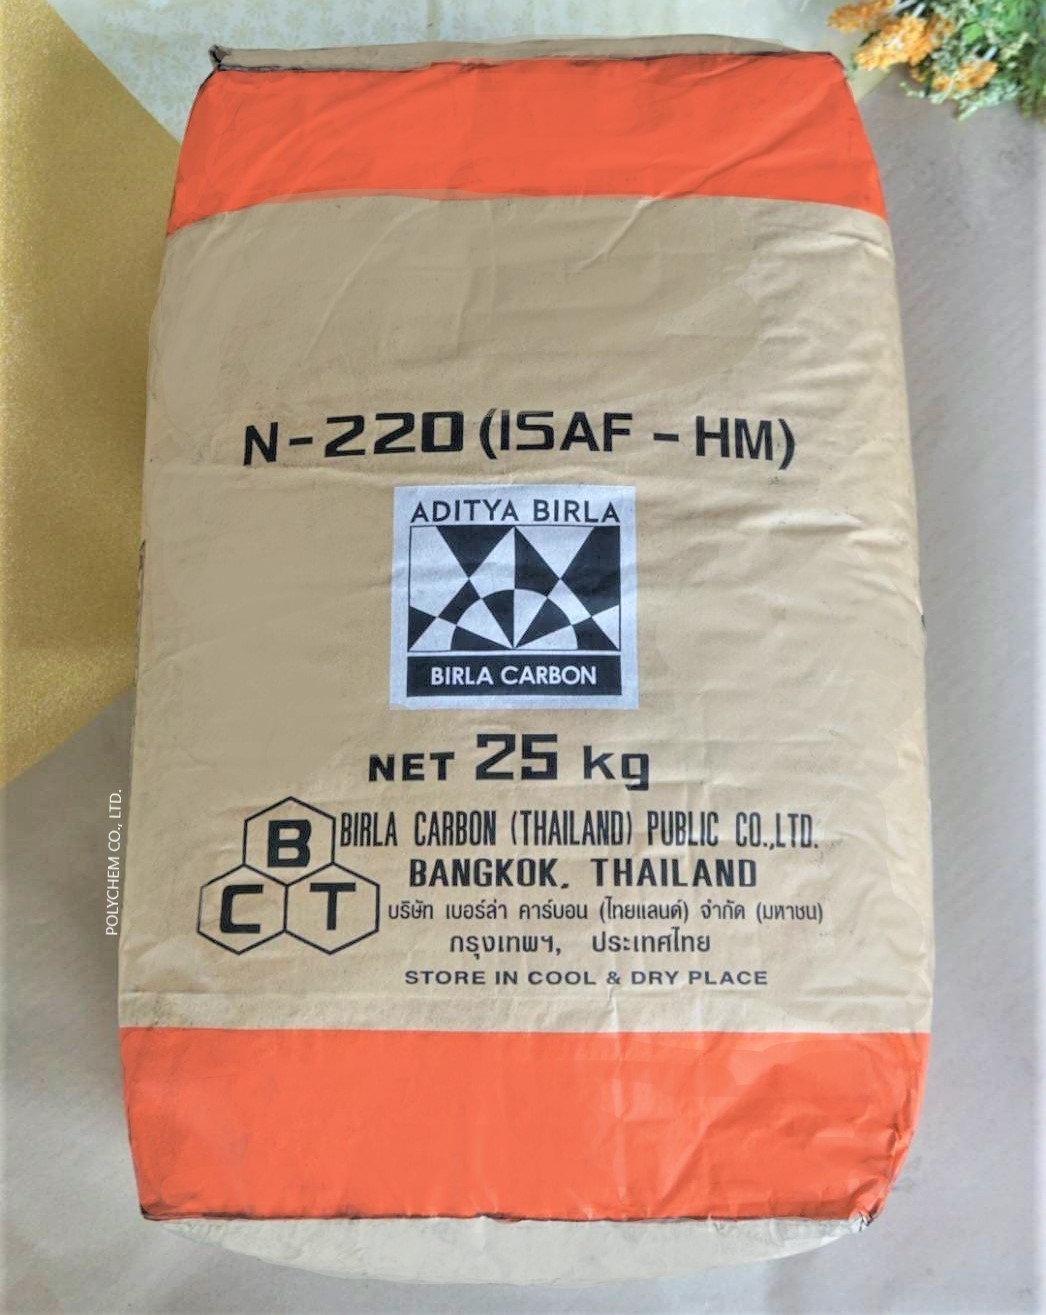 N-220 (ISAF - HM)
ADITYA BIRLA
BIRLA CARBON
NET 25 kg
B
C T
BIRLA CARBON (THAILAND) PUBLIC CO.,LTD.
BANGKOK, THAILAND
บริษัท เบอร์ล่า คาร์บอน (ไทยแลนด์) จำกัด (มหาชน)
กรุงเทพฯ, ประเทศไทย
STORE IN COOL & DRY PLACE
POLYCHEM CO., LTD.